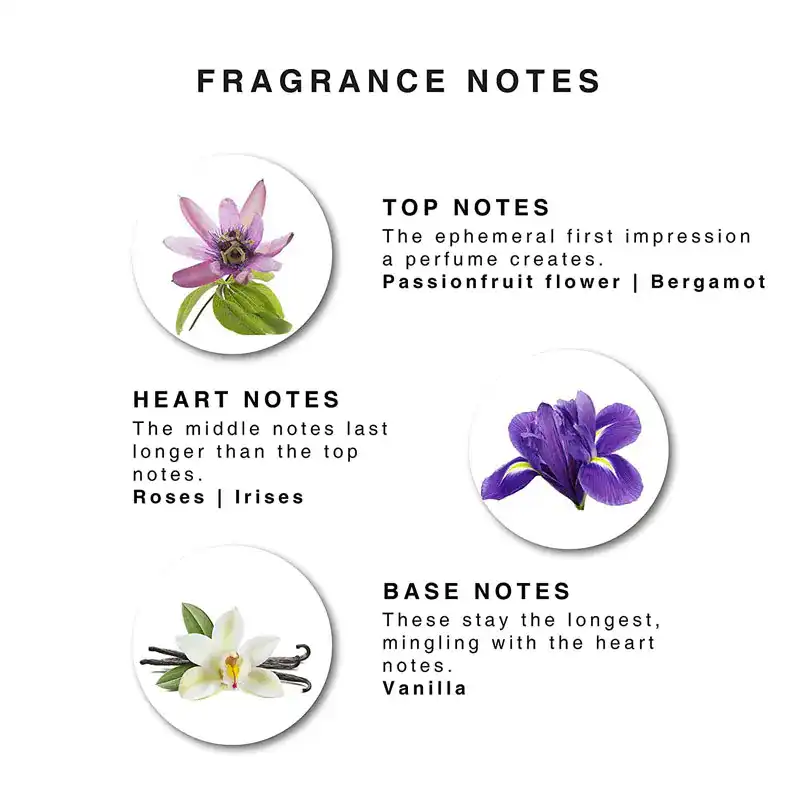 FRAGRANCE NOTES
TOP NOTES
The ephemeral first impression
a perfume creates.
Passionfruit flower | Bergamot
HEART NOTES
The middle notes last
longer than the top
notes.
Roses | Irises
BASE NOTES
These stay the longest,
mingling with the heart
notes.
Vanilla